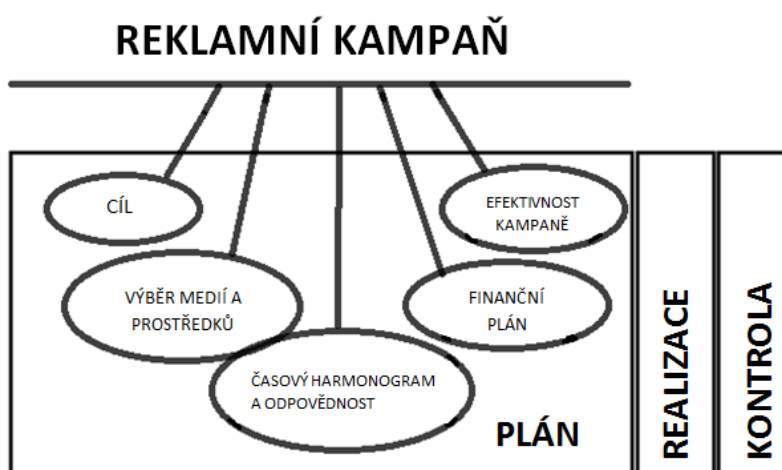 REKLAMNÍ KAMPAŇ
CÍL
EFEKTIVNOST
KAMPANĚ
VÝBĚR MEDIÍ A
PROSTŘEDKŮ
FINANČNÍ
PLÁN
ČASOVÝ HARMONOGRAM
A ODPOVĚDNOST
PLÁN
REALIZACE
KONTROLA